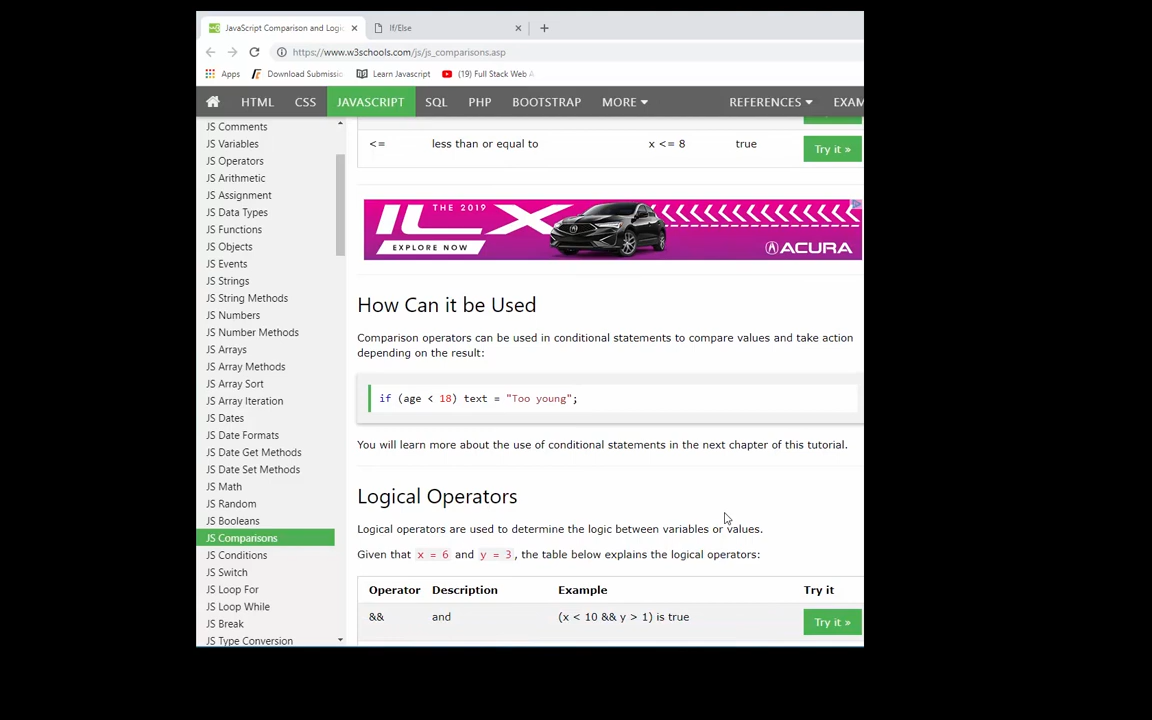 JavaScript Comparison and Logic
If/Else
https://www.w3schools.com/js/js_comparisons.asp
Apps
Download Submissio
Learn Javascript
(19) Full Stack Web A
HTML CSS JAVASCRIPT SQL PHP BOOTSTRAP MORE REFERENCES EXAM
JS Comments
JS Variables
JS Operators
JS Arithmetic
JS Assignment
JS Data Types
JS Functions
JS Objects
JS Events
JS Strings
JS String Methods
JS Numbers
JS Number Methods
JS Arrays
JS Array Methods
JS Array Sort
JS Array Iteration
JS Dates
JS Date Formats
JS Date Get Methods
JS Date Set Methods
JS Math
JS Random
JS Booleans
JS Comparisons
JS Conditions
JS Switch
JS Loop For
JS Loop While
JS Break
JS Type Conversion
<= less than or equal to x <= 8 true Try it »
THE 2019
ILX
EXPLORE NOW
ACURA
How Can it be Used
Comparison operators can be used in conditional statements to compare values and take action
depending on the result:
if (age < 18) text = "Too young";
You will learn more about the use of conditional statements in the next chapter of this tutorial.
Logical Operators
Logical operators are used to determine the logic between variables or values.
Given that x = 6 and y = 3, the table below explains the logical operators:
Operator Description Example Try it
&& and (x < 10 && y > 1) is true Try it »